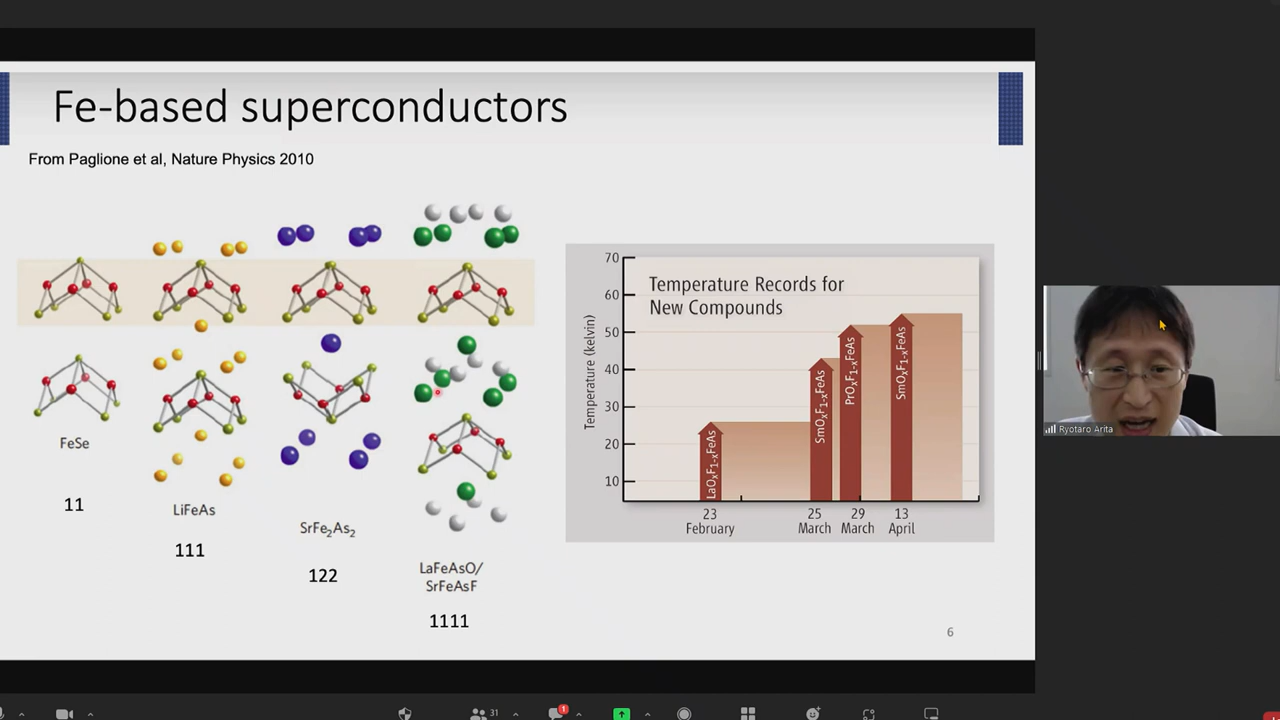 Fe-based superconductors
From Paglione et al, Nature Physics 2010
FeSe
11
LiFeAs
111
SrFe₂As₂
122
LaFeAsO/
SrFeAsF
1111
Temperature Records for
New Compounds
Temperature (kelvin)
70
60
50
40
30
20
10
LaOₓF₁₋ₓFeAs
SmOₓF₁₋ₓFeAs
PrOₓF₁₋ₓFeAs
SmOₓF₁₋ₓFeAs
23
February
25
March
29
March
13
April
6
Ryotaro Arita
31
1